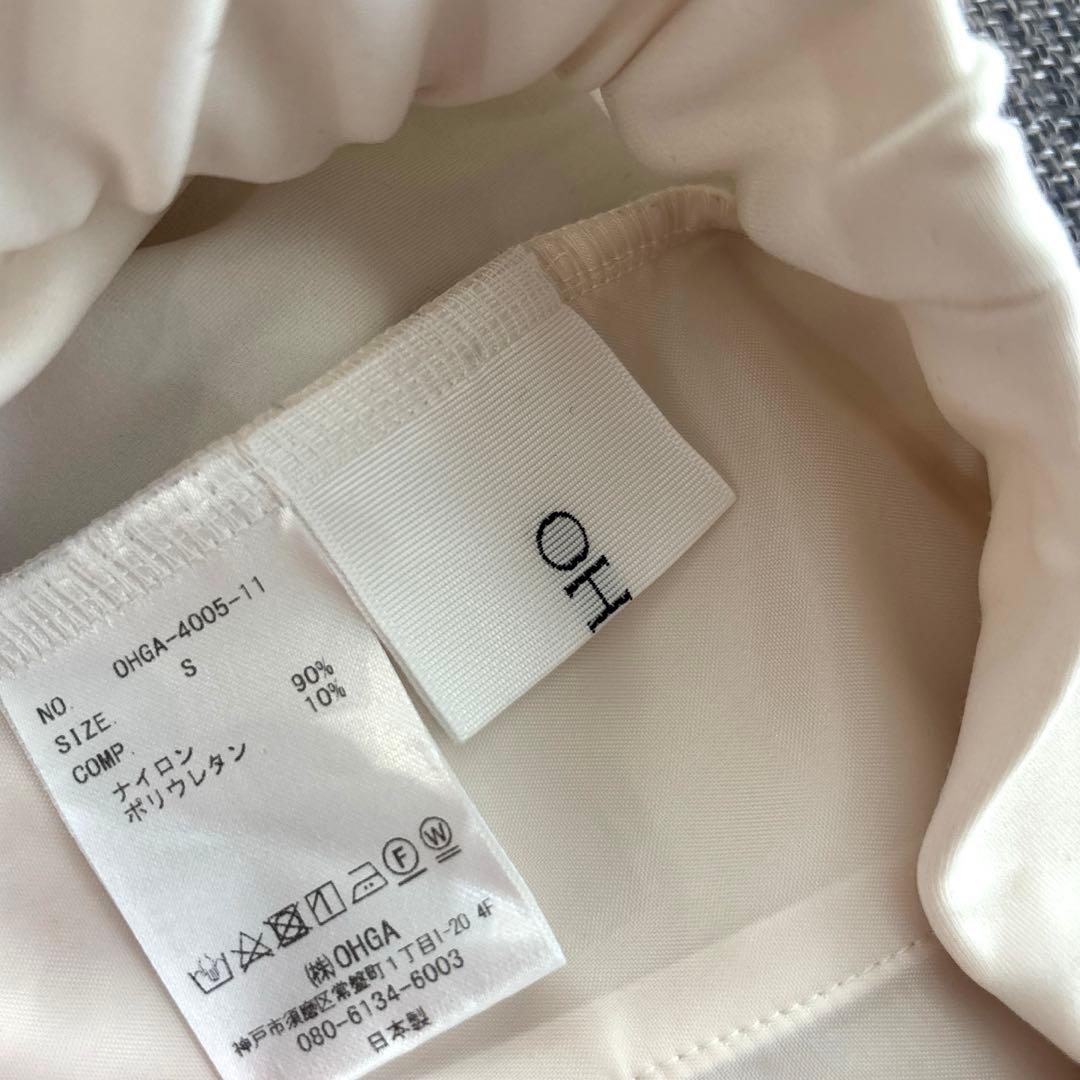 OH
NO. OHGA-4005-11
SIZE. S
COMP.
ナイロン 90%
ポリウレタン 10%
F W
(株)OHGA
神戸市須磨区常盤町1丁目1-20 4F
080-6134-6003
日本製